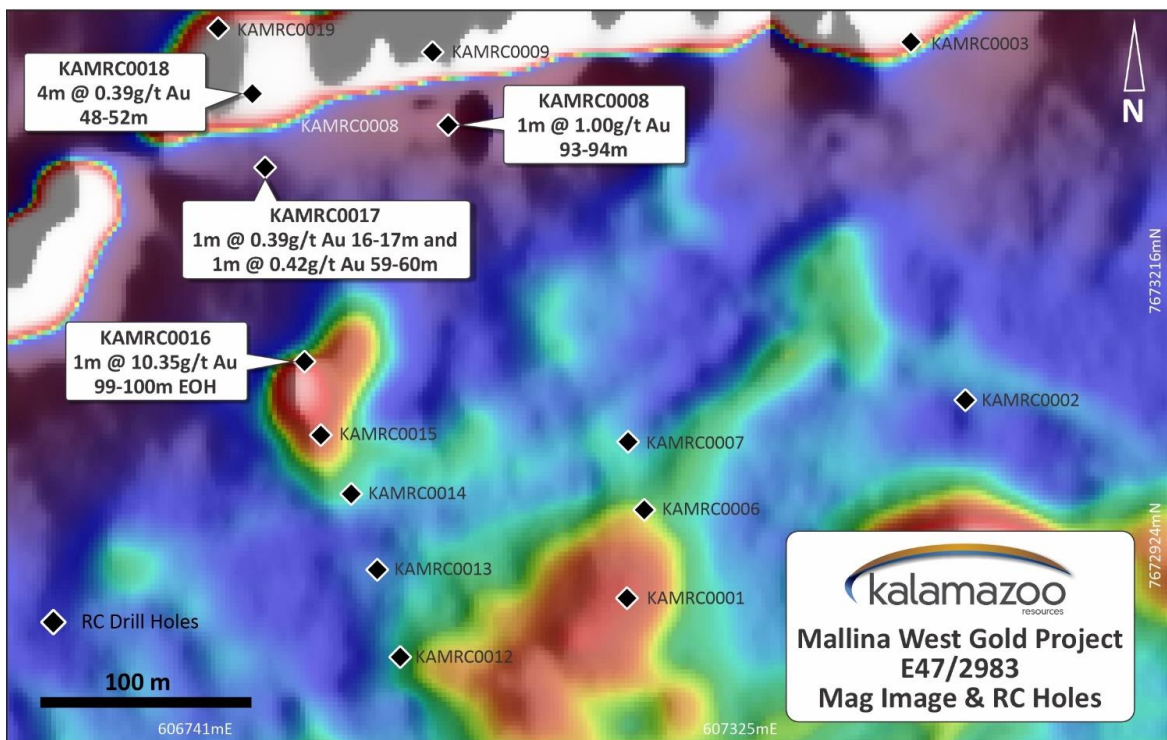 KAMRC0019
KAMRC0009
KAMRC0003
KAMRC0018
4m @ 0.39g/t Au
48-52m
KAMRC0008
1m @ 1.00g/t Au
93-94m
KAMRC0008
N
KAMRC0017
1m @ 0.39g/t Au 16-17m and
1m @ 0.42g/t Au 59-60m
7673216mN
KAMRC0016
1m @ 10.35g/t Au
99-100m EOH
KAMRC0002
KAMRC0015
KAMRC0007
KAMRC0014
KAMRC0006
7672924mN
KAMRC0013
KAMRC0001
kalamazoo
resources
RC Drill Holes
KAMRC0012
Mallina West Gold Project
E47/2983
Mag Image & RC Holes
100 m
606741mE
607325mE